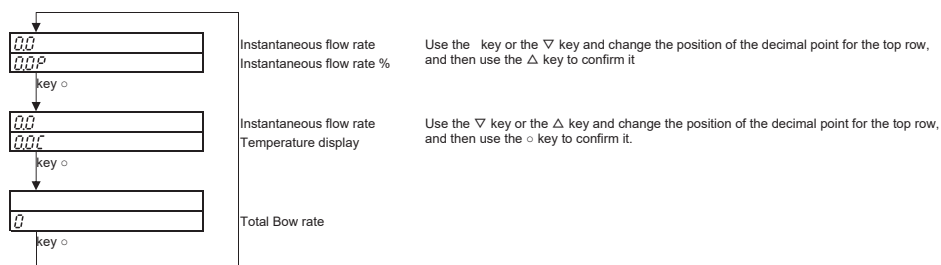 0.0
Instantaneous flow rate
Use the key or the ▽ key and change the position of the decimal point for the top row,
0.0P
Instantaneous flow rate %
and then use the △ key to confirm it
key ○
0.0
Instantaneous flow rate
Use the ▽ key or the △ key and change the position of the decimal point for the top row,
0.0C
Temperature display
and then use the ○ key to confirm it.
key ○
0
Total Bow rate
key ○